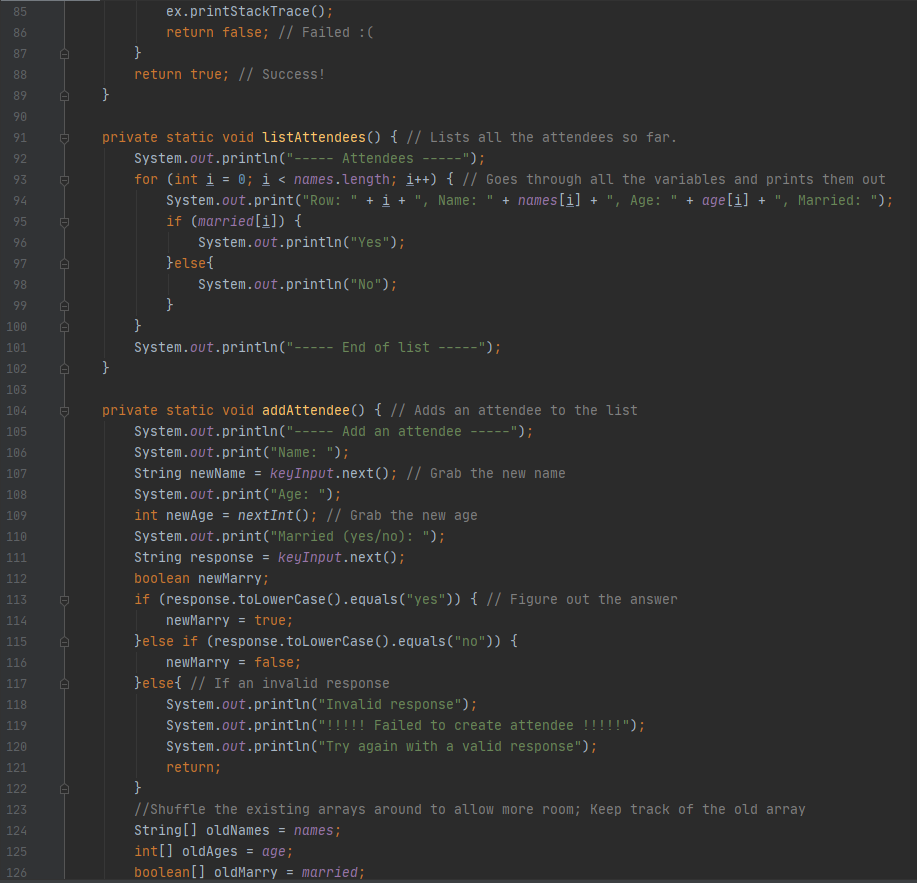 85 ex.printStackTrace();
86 return false; // Failed :(
87 }
88 return true; // Success!
89 }
90
91 private static void listAttendees() { // Lists all the attendees so far.
92 System.out.println("----- Attendees -----");
93 for (int i = 0; i < names.length; i++) { // Goes through all the variables and prints them out
94 System.out.print("Row: " + i + ", Name: " + names[i] + ", Age: " + age[i] + ", Married: ");
95 if (married[i]) {
96 System.out.println("Yes");
97 }else{
98 System.out.println("No");
99 }
100 }
101 System.out.println("----- End of list -----");
102 }
103
104 private static void addAttendee() { // Adds an attendee to the list
105 System.out.println("----- Add an attendee -----");
106 System.out.print("Name: ");
107 String newName = keyInput.next(); // Grab the new name
108 System.out.print("Age: ");
109 int newAge = nextInt(); // Grab the new age
110 System.out.print("Married (yes/no): ");
111 String response = keyInput.next();
112 boolean newMarry;
113 if (response.toLowerCase().equals("yes")) { // Figure out the answer
114 newMarry = true;
115 }else if (response.toLowerCase().equals("no")) {
116 newMarry = false;
117 }else{ // If an invalid response
118 System.out.println("Invalid response");
119 System.out.println("!!!!! Failed to create attendee !!!!!");
120 System.out.println("Try again with a valid response");
121 return;
122 }
123 //Shuffle the existing arrays around to allow more room; Keep track of the old array
124 String[] oldNames = names;
125 int[] oldAges = age;
126 boolean[] oldMarry = married;